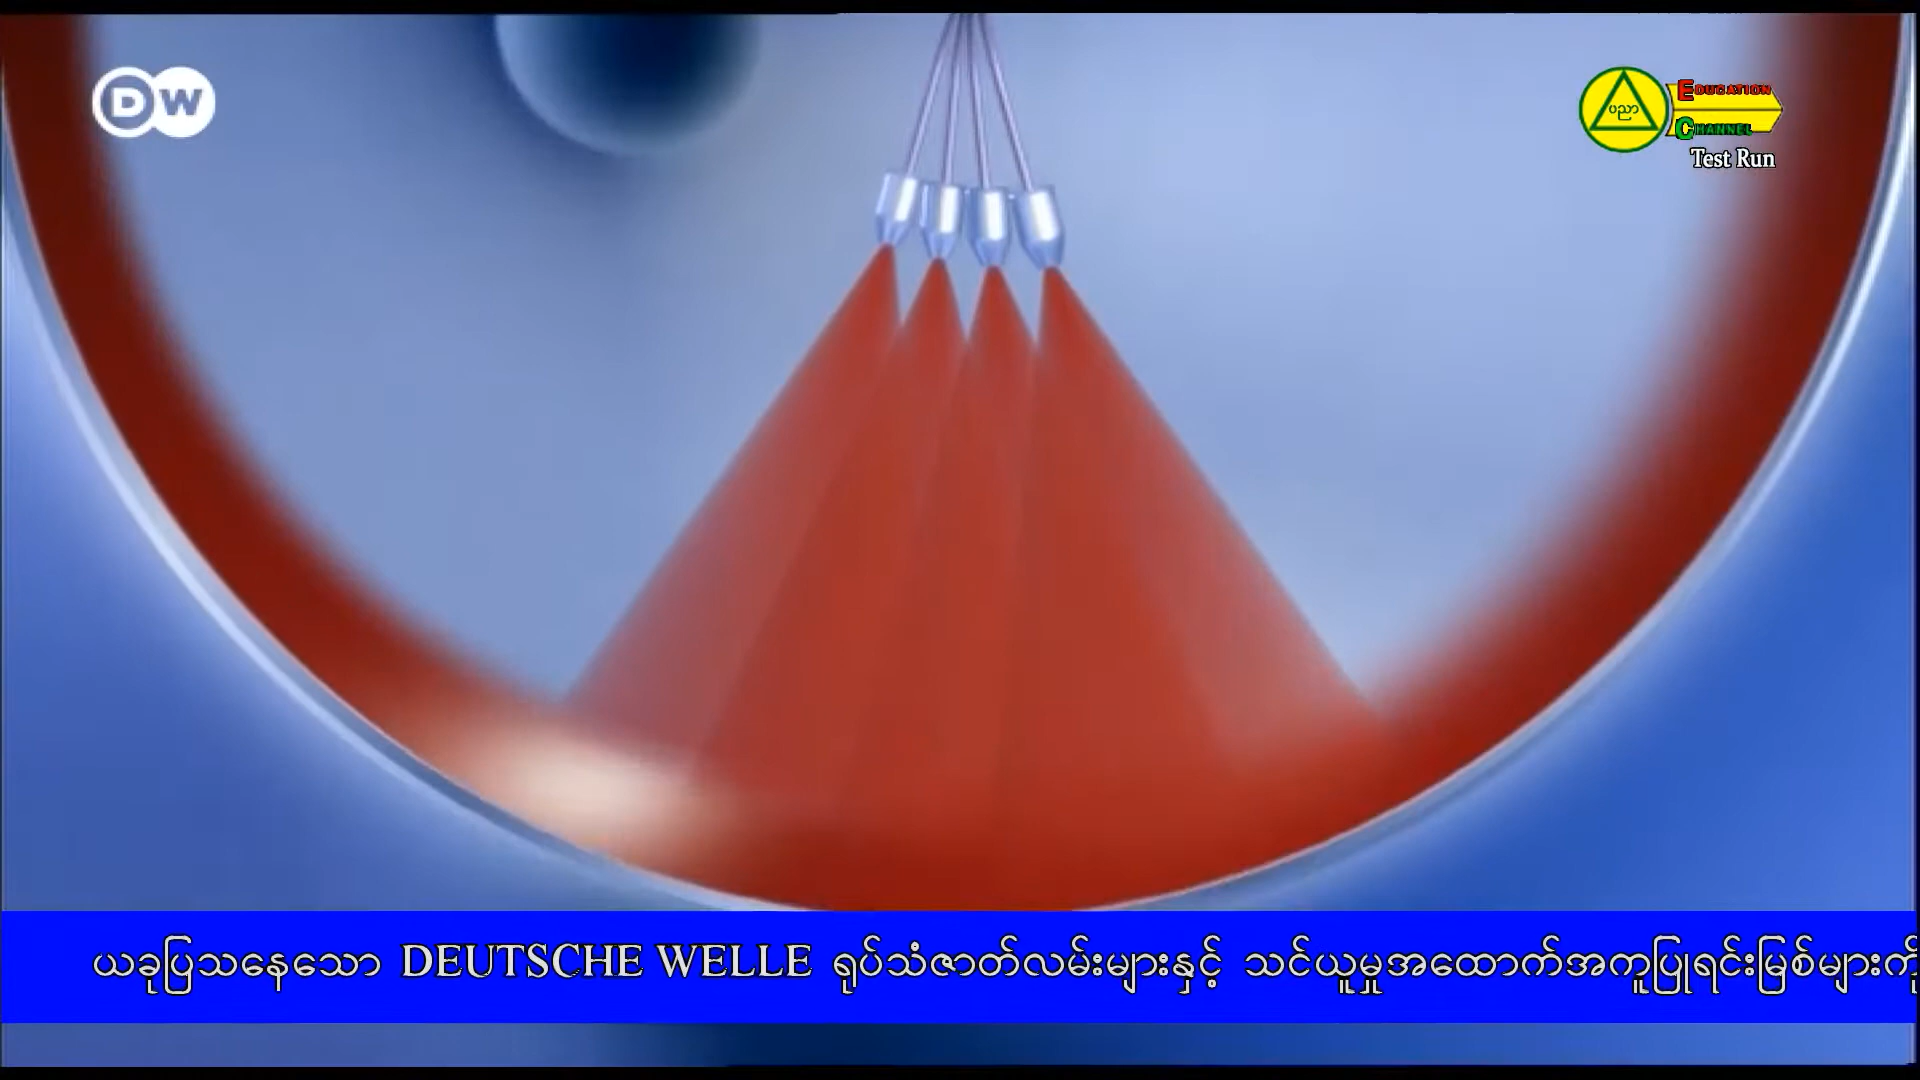 DW
ပညာ
EDUCATION
CHANNEL
Test Run
ယခုပြသနေသော DEUTSCHE WELLE ရုပ်သံဇာတ်လမ်းများနှင့် သင်ယူမှုအထောက်အကူပြုရင်းမြစ်များကို